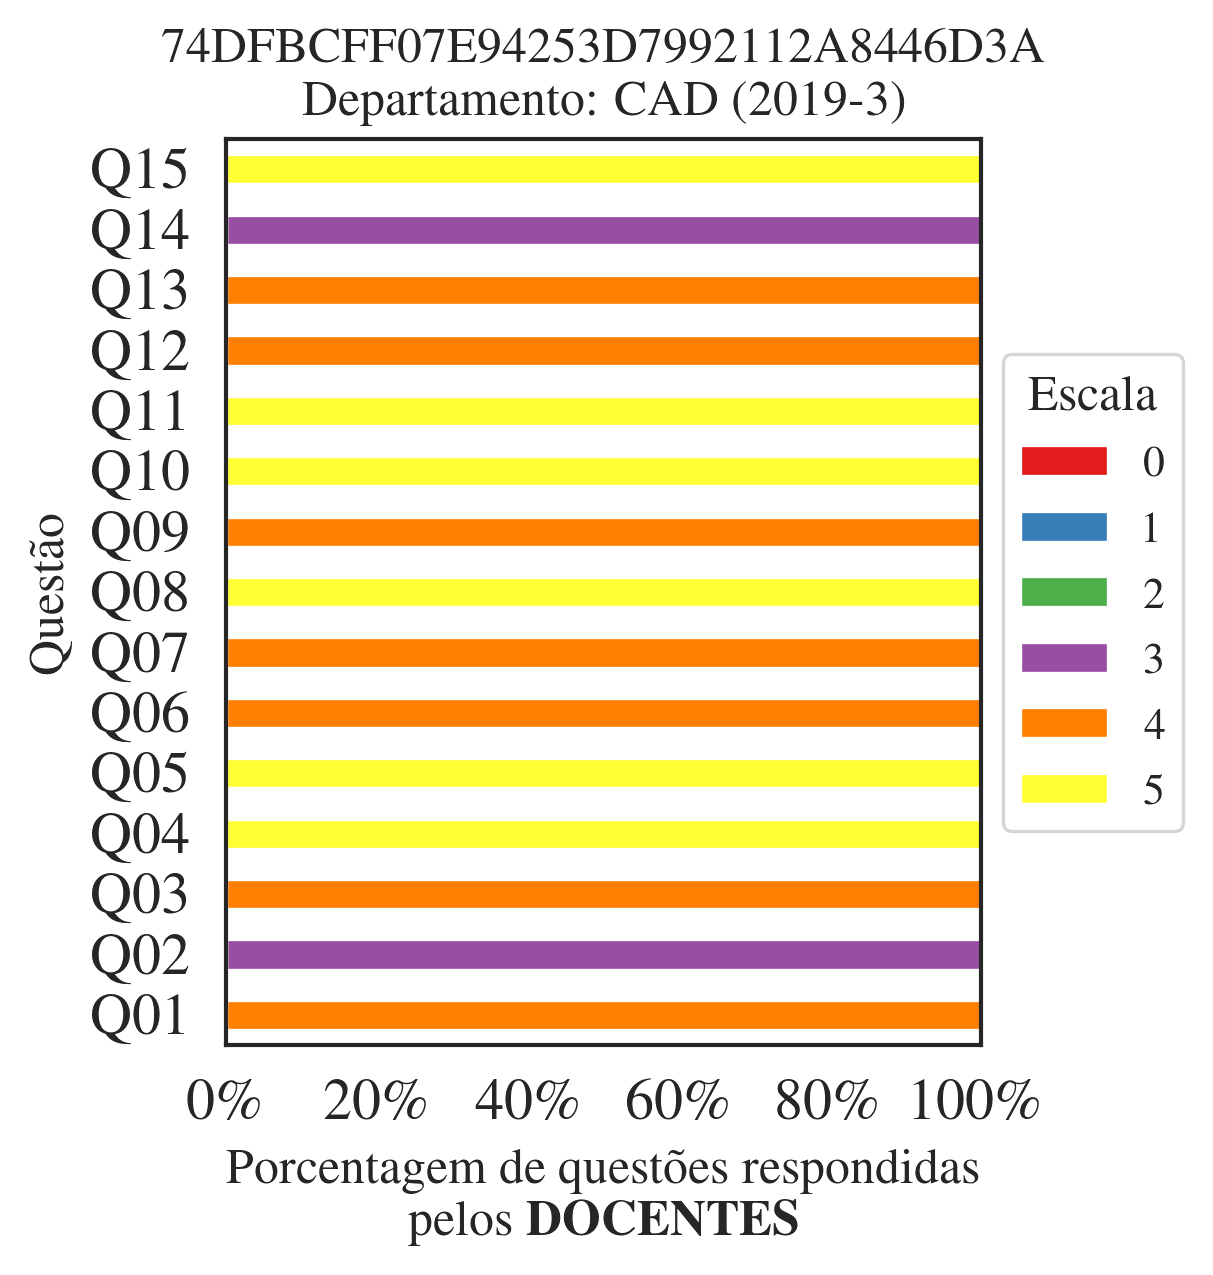 74DFBCFF07E94253D7992112A8446D3A
Departamento: CAD (2019-3)
Questão
Q15
Q14
Q13
Q12
Q11
Q10
Q09
Q08
Q07
Q06
Q05
Q04
Q03
Q02
Q01
0% 20% 40% 60% 80% 100%
Porcentagem de questões respondidas
pelos DOCENTES
Escala
0
1
2
3
4
5